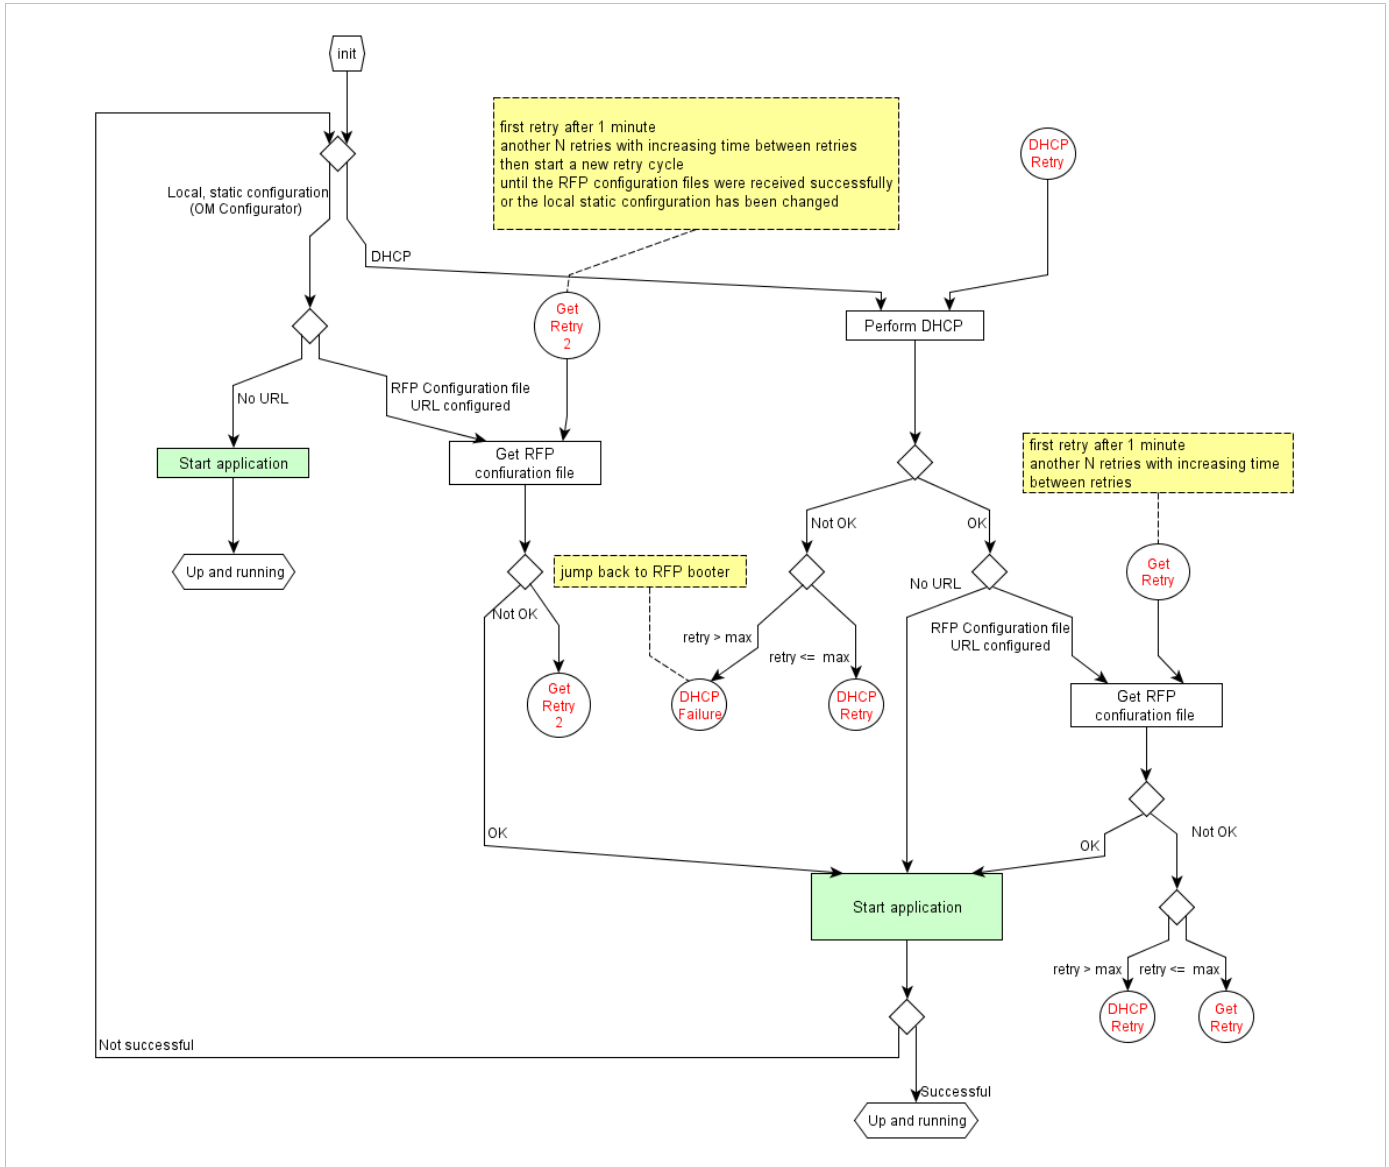 init
first retry after 1 minute
another N retries with increasing time between retries
then start a new retry cycle
until the RFP configuration files were received successfully
or the local static confirguration has been changed
DHCP
Retry
Local, static configuration
(OM Configurator)
DHCP
Get
Retry
2
Perform DHCP
No URL
RFP Configuration file
URL configured
Start application
Get RFP
confiuration file
first retry after 1 minute
another N retries with increasing time
between retries
Not OK
OK
Up and running
jump back to RFP booter
Get
Retry
Not OK
No URL
RFP Configuration file
URL configured
retry > max
retry <= max
Get
Retry
2
DHCP
Failure
DHCP
Retry
Get RFP
confiuration file
OK
OK
Not OK
Start application
retry > max
retry <= max
DHCP
Retry
Get
Retry
Not successful
Successful
Up and running